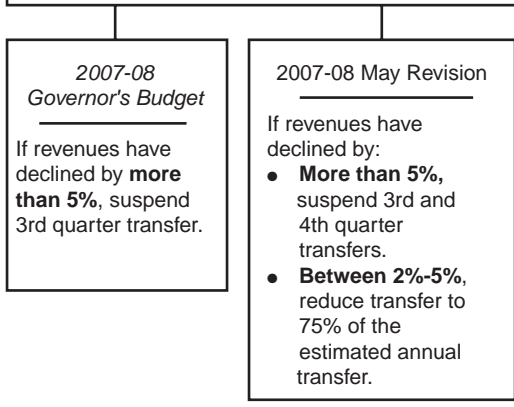 2007-08
Governor's Budget
If revenues have
declined by more
than 5%, suspend
3rd quarter transfer.
2007-08 May Revision
If revenues have
declined by:
● More than 5%,
suspend 3rd and
4th quarter
transfers.
● Between 2%-5%,
reduce transfer to
75% of the
estimated annual
transfer.